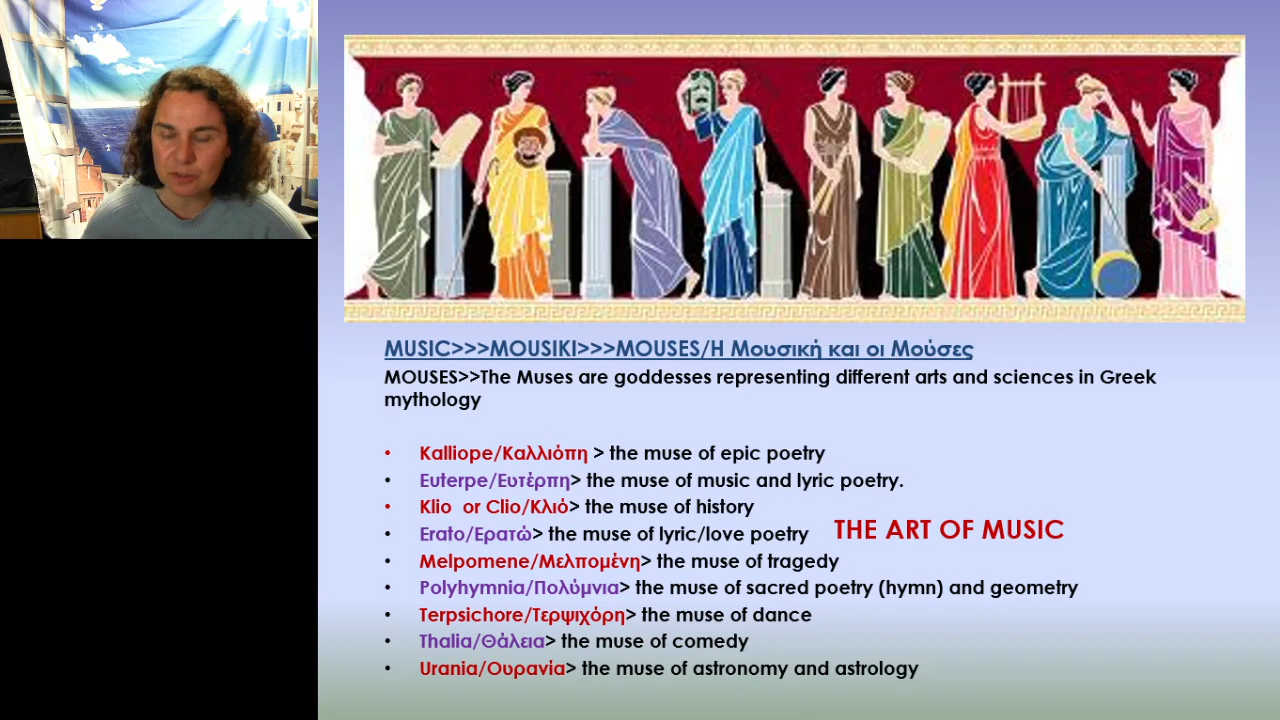 MUSIC>>>MOUSIKI>>>MOUSES/Η Μουσική και οι Μούσες
MOUSES>>The Muses are goddesses representing different arts and sciences in Greek
mythology
• Kalliope/Καλλιόπη > the muse of epic poetry
• Euterpe/Ευτέρπη> the muse of music and lyric poetry.
• Klio  or Clio/Κλιό> the muse of history
• Erato/Ερατώ> the muse of lyric/love poetry
THE ART OF MUSIC
• Melpomene/Μελπομένη> the muse of tragedy
• Polyhymnia/Πολύμνια> the muse of sacred poetry (hymn) and geometry
• Terpsichore/Τερψιχόρη> the muse of dance
• Thalia/Θάλεια> the muse of comedy
• Urania/Ουρανία> the muse of astronomy and astrology